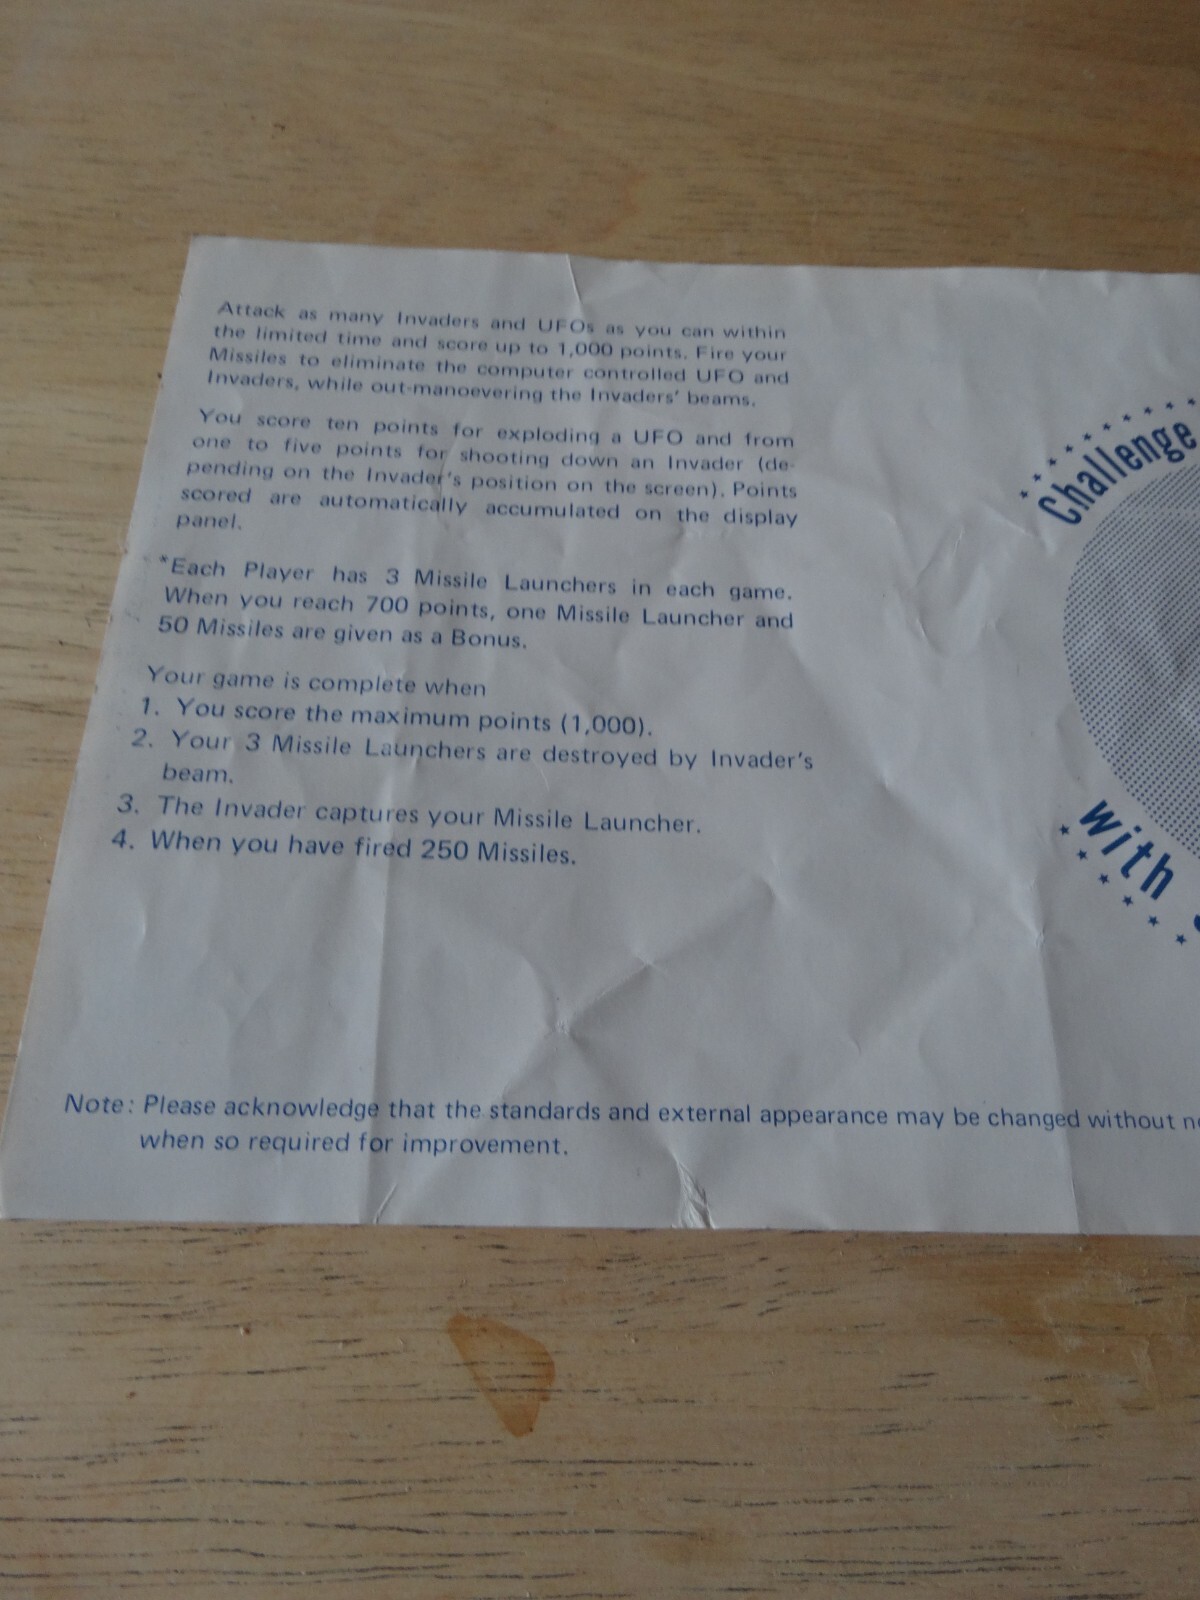 Attack as many Invaders and UFOs as you can within
the limited time and score up to 1,000 points. Fire your
Missiles to eliminate the computer controlled UFO and
Invaders, while out-manoevering the Invaders' beams.
You score ten points for exploding a UFO and from
one to five points for shooting down an Invader (de-
pending on the Invader's position on the screen). Points
scored are automatically accumulated on the display
panel.
*Each Player has 3 Missile Launchers in each game.
When you reach 700 points, one Missile Launcher and
50 Missiles are given as a Bonus.
Your game is complete when
1. You score the maximum points (1,000).
2. Your 3 Missile Launchers are destroyed by Invader's
beam.
3. The Invader captures your Missile Launcher.
4. When you have fired 250 Missiles.
Challenge
with
Note: Please acknowledge that the standards and external appearance may be changed without
when so required for improvement.